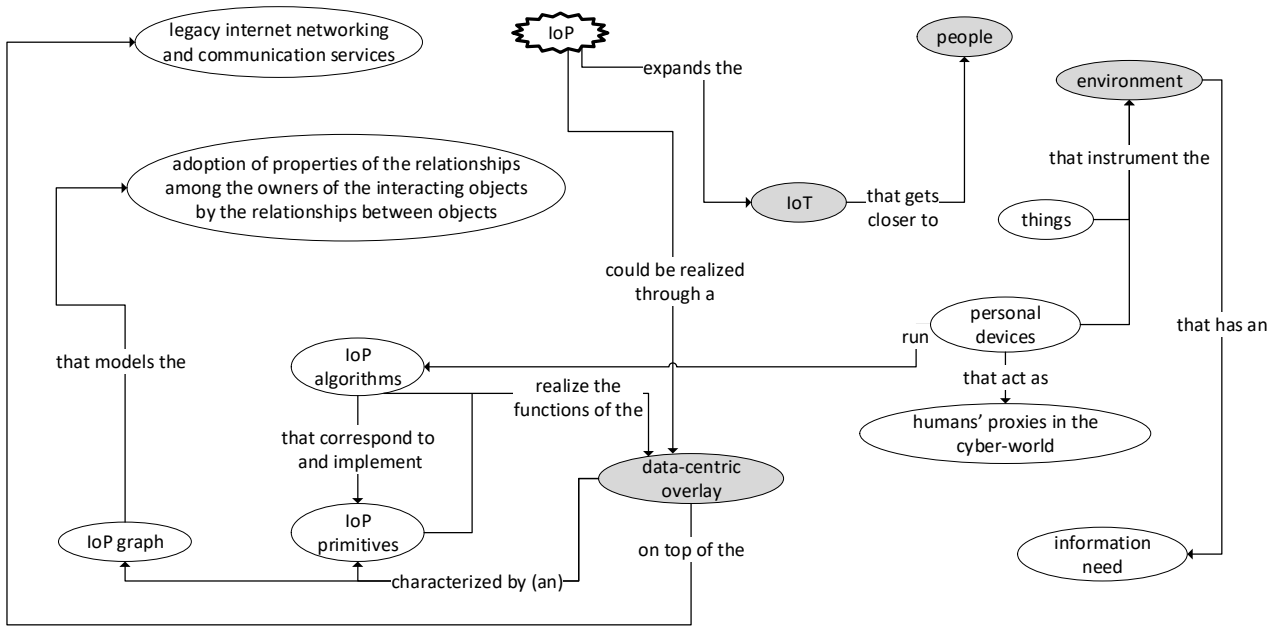 legacy internet networking
and communication services
IoP
people
expands the
environment
that instrument the
adoption of properties of the relationships
among the owners of the interacting objects
by the relationships between objects
IoT
that gets
closer to
things
could be realized
through a
personal
devices
that has an
run
that models the
IoP
algorithms
that act as
realize the
functions of the
humans’ proxies in the
cyber-world
that correspond to
and implement
data-centric
overlay
IoP graph
IoP
primitives
on top of the
information
need
characterized by (an)